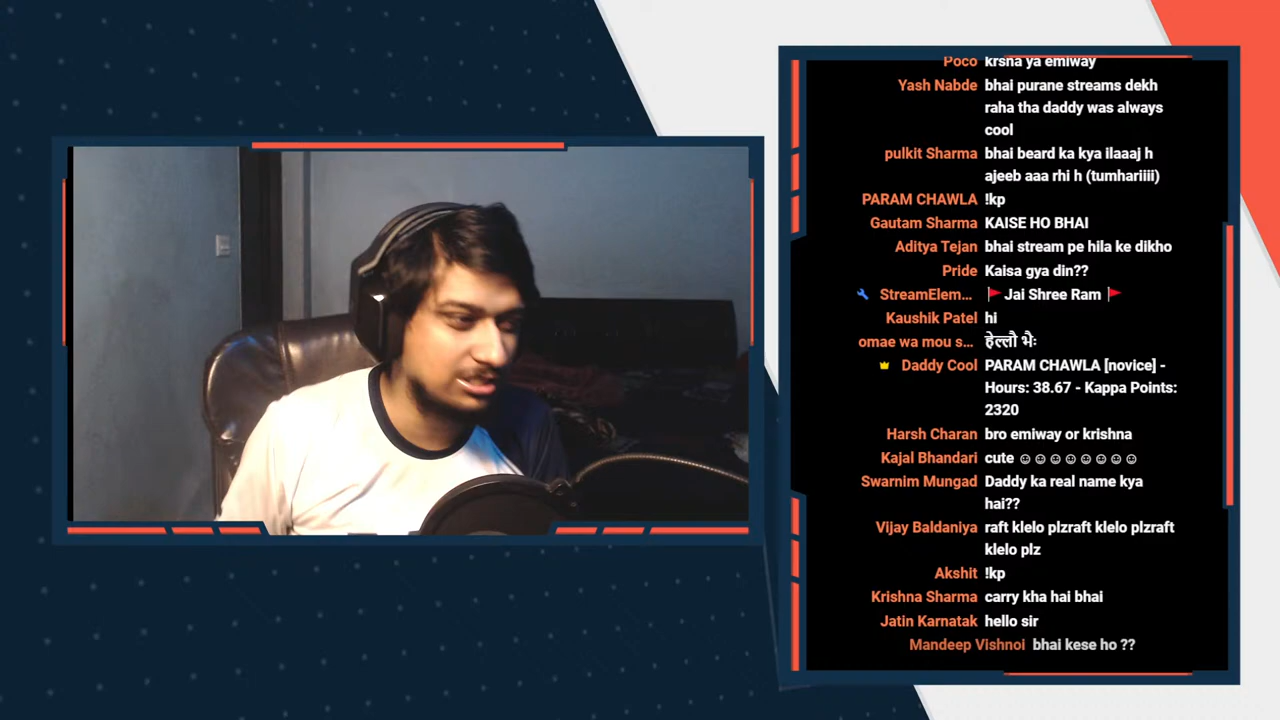 Poco krsna ya emiway
Yash Nabde bhai purane streams dekh
raha tha daddy was always
cool
pulkit Sharma bhai beard ka kya ilaaaj h
ajeeb aaa rhi h (tumhariiii)
PARAM CHAWLA !kp
Gautam Sharma KAISE HO BHAI
Aditya Tejan bhai stream pe hila ke dikho
Pride Kaisa gya din??
StreamElem... 🚩Jai Shree Ram🚩
Kaushik Patel hi
omae wa mou s... हेल्लौ भैः
Daddy Cool PARAM CHAWLA [novice] -
Hours: 38.67 - Kappa Points:
2320
Harsh Charan bro emiway or krishna
Kajal Bhandari cute ☺☺☺☺☺☺☺☺
Swarnim Mungad Daddy ka real name kya
hai??
Vijay Baldaniya raft klelo plzraft klelo plzraft
klelo plz
Akshit !kp
Krishna Sharma carry kha hai bhai
Jatin Karnatak hello sir
Mandeep Vishnoi bhai kese ho ??